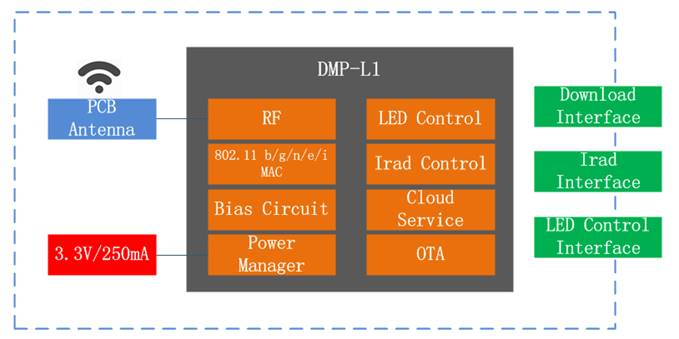 DMP-L1
PCB
Antenna
RF
LED Control
Download
Interface
802.11 b/g/n/e/i
MAC
Irad Control
Irad
Interface
Bias Circuit
Cloud
Service
LED Control
Interface
3.3V/250mA
Power
Manager
OTA